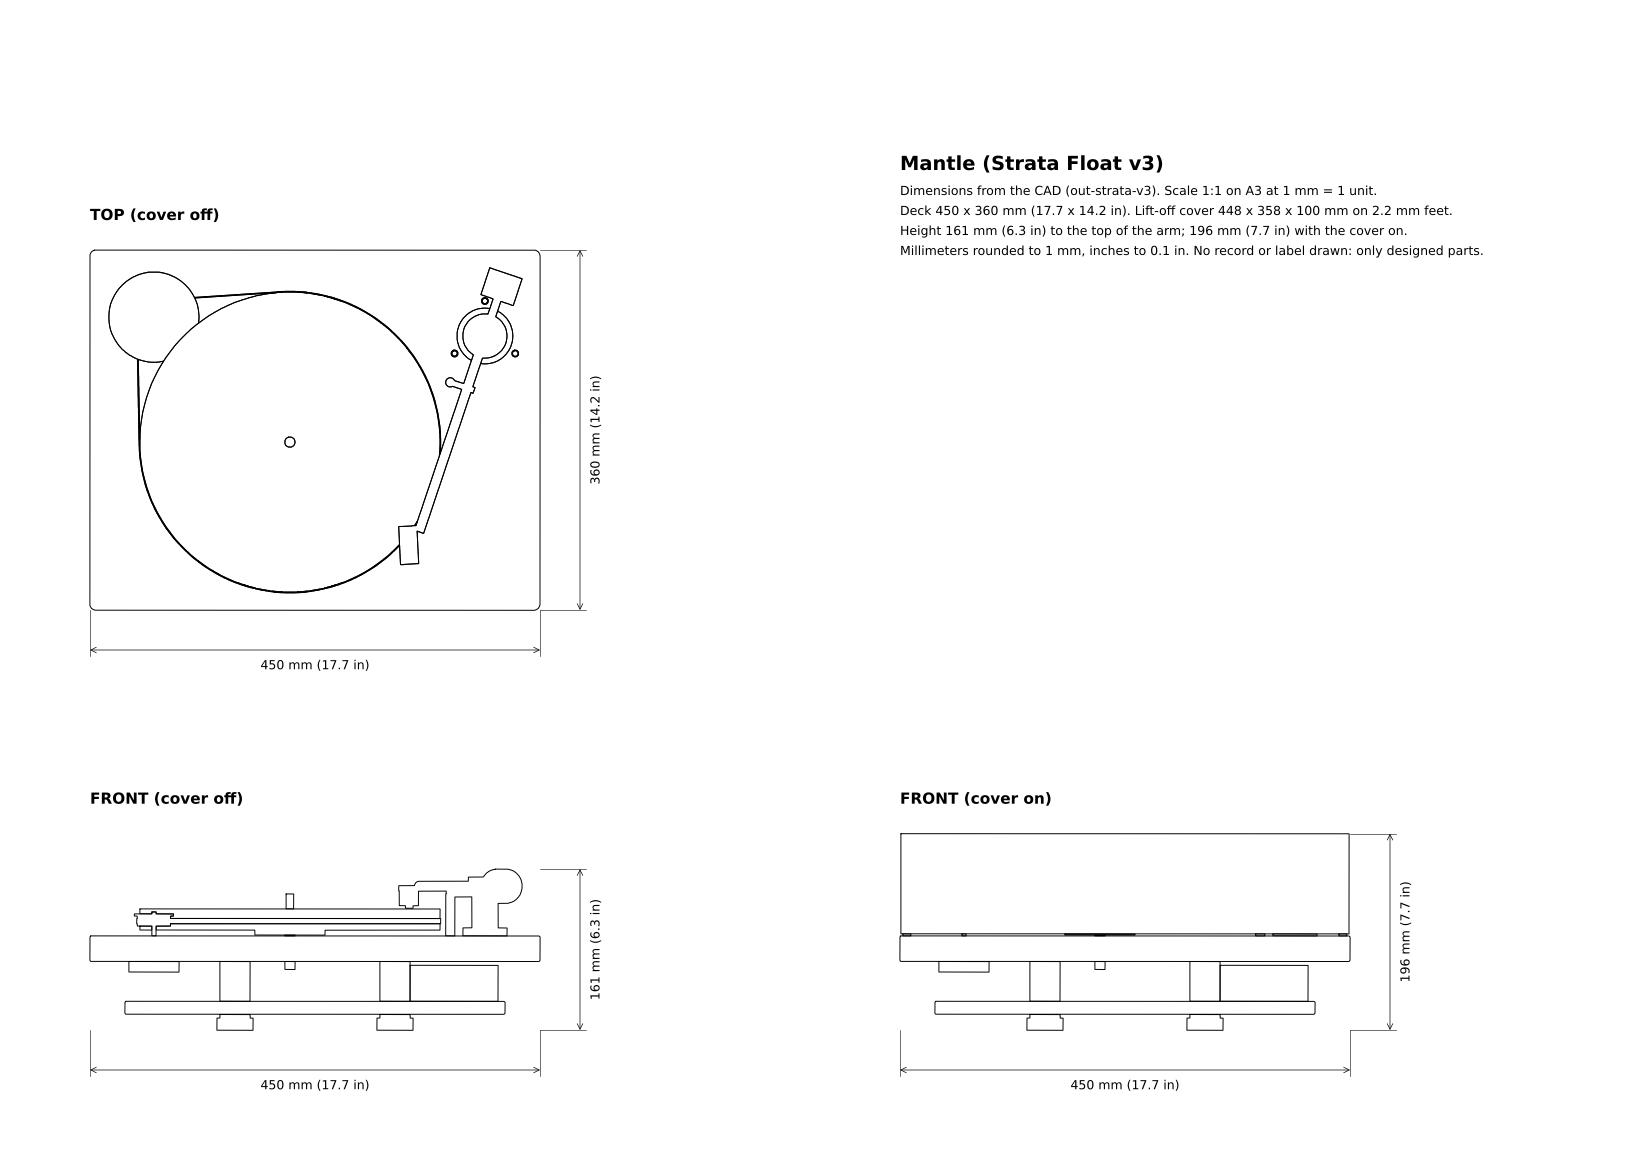 Mantle (Strata Float v3)
Dimensions from the CAD (out-strata-v3). Scale 1:1 on A3 at 1 mm = 1 unit.
Deck 450 x 360 mm (17.7 x 14.2 in). Lift-off cover 448 x 358 x 100 mm on 2.2 mm feet.
Height 161 mm (6.3 in) to the top of the arm; 196 mm (7.7 in) with the cover on.
Millimeters rounded to 1 mm, inches to 0.1 in. No record or label drawn: only designed parts.
TOP (cover off)
360 mm (14.2 in)
450 mm (17.7 in)
FRONT (cover off)
161 mm (6.3 in)
450 mm (17.7 in)
FRONT (cover on)
196 mm (7.7 in)
450 mm (17.7 in)